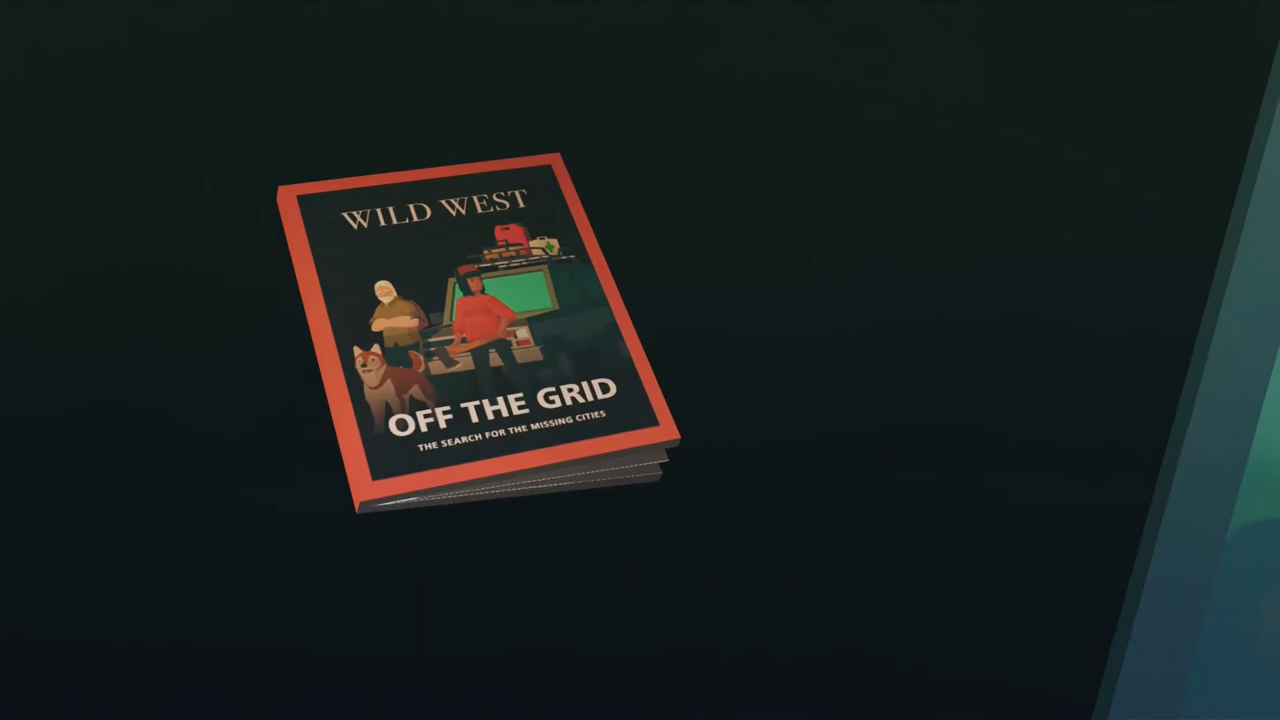 WILD WEST
OFF THE GRID
THE SEARCH FOR THE MISSING CITIES